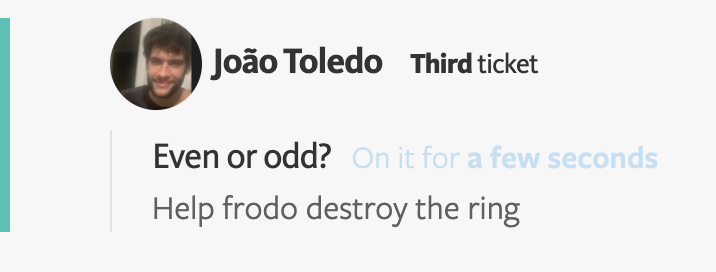 João Toledo Third ticket
Even or odd? On it for a few seconds
Help frodo destroy the ring